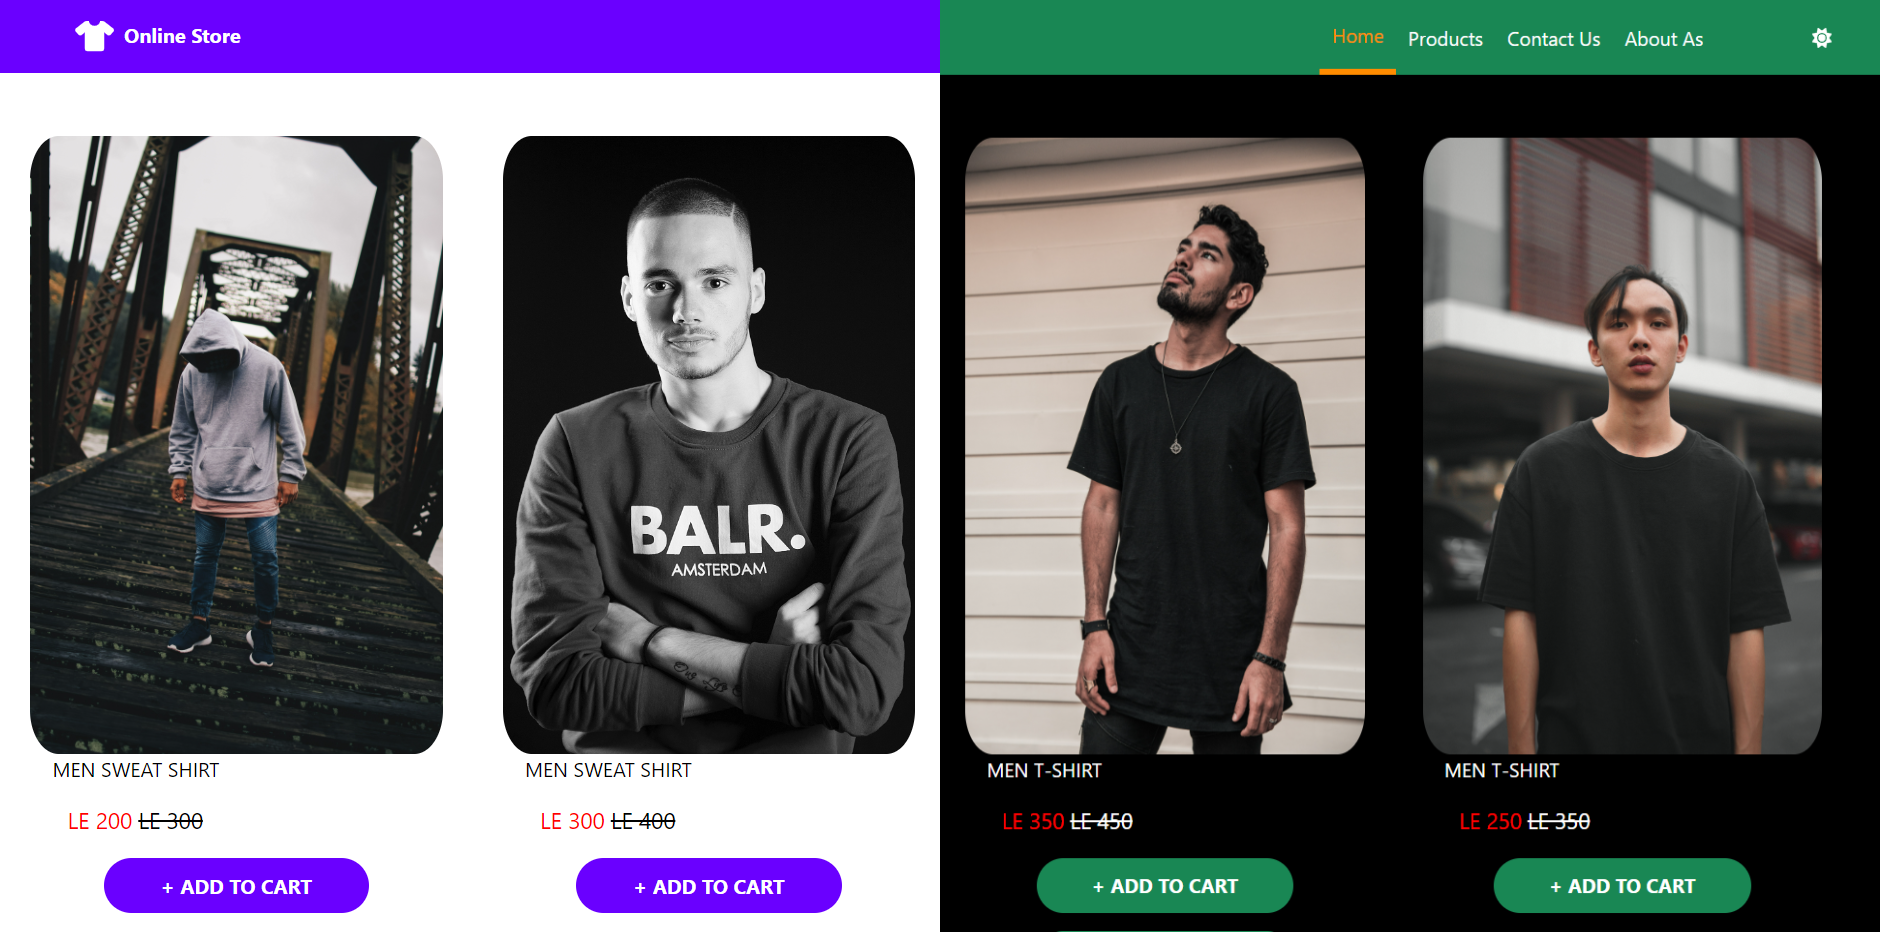 Online Store
Home Products Contact Us About As
BALR.
AMSTERDAM
MEN SWEAT SHIRT
LE 200 LE 300
+ ADD TO CART
MEN SWEAT SHIRT
LE 300 LE 400
+ ADD TO CART
MEN T-SHIRT
LE 350 LE 450
+ ADD TO CART
MEN T-SHIRT
LE 250 LE 350
+ ADD TO CART